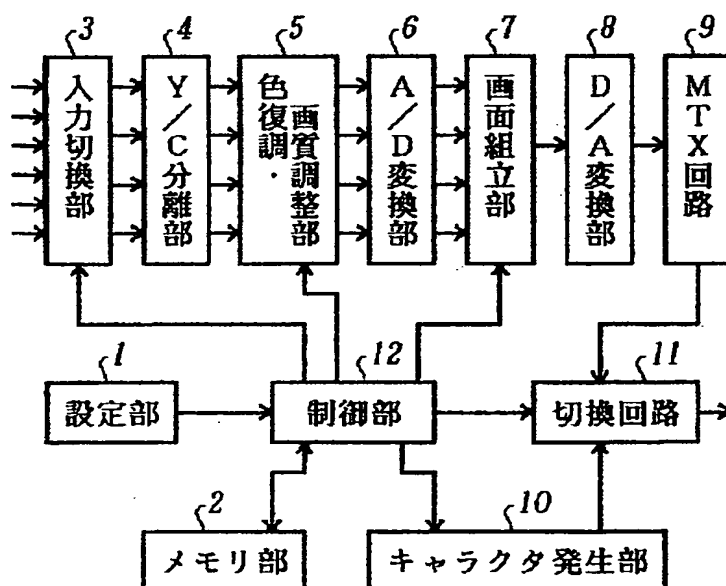 3
4
5
6
7
8
9
入力切換部
Y/C分離部
色復調・
画質調整部
A/D変換部
画面組立部
D/A変換部
MTX回路
1
12
11
設定部
制御部
切換回路
2
10
メモリ部
キャラクタ発生部